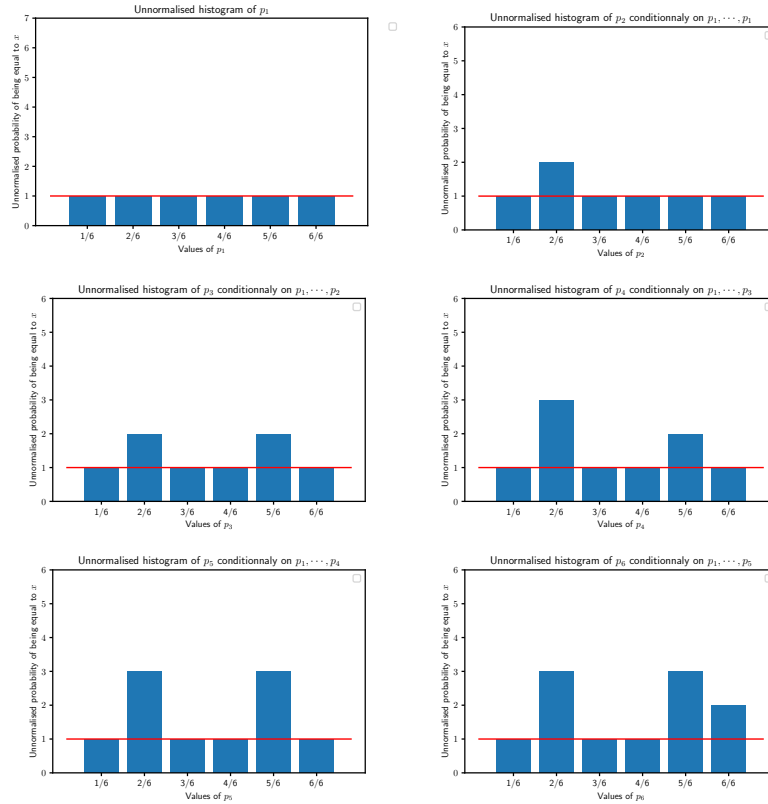 Unnormalised histogram of p₁
Unnormalised probability of being equal to x
7
6
5
4
3
2
1
0
1/6 2/6 3/6 4/6 5/6 6/6
Values of p₁
Unnormalised histogram of p₂ conditionnaly on p₁, ⋯, p₁
Unnormalised probability of being equal to x
6
5
4
3
2
1
0
1/6 2/6 3/6 4/6 5/6 6/6
Values of p₂
Unnormalised histogram of p₃ conditionnaly on p₁, ⋯, p₂
Unnormalised probability of being equal to x
6
5
4
3
2
1
0
1/6 2/6 3/6 4/6 5/6 6/6
Values of p₃
Unnormalised histogram of p₄ conditionnaly on p₁, ⋯, p₃
Unnormalised probability of being equal to x
6
5
4
3
2
1
0
1/6 2/6 3/6 4/6 5/6 6/6
Values of p₄
Unnormalised histogram of p₅ conditionnaly on p₁, ⋯, p₄
Unnormalised probability of being equal to x
6
5
4
3
2
1
0
1/6 2/6 3/6 4/6 5/6 6/6
Values of p₅
Unnormalised histogram of p₆ conditionnaly on p₁, ⋯, p₅
Unnormalised probability of being equal to x
6
5
4
3
2
1
0
1/6 2/6 3/6 4/6 5/6 6/6
Values of p₆